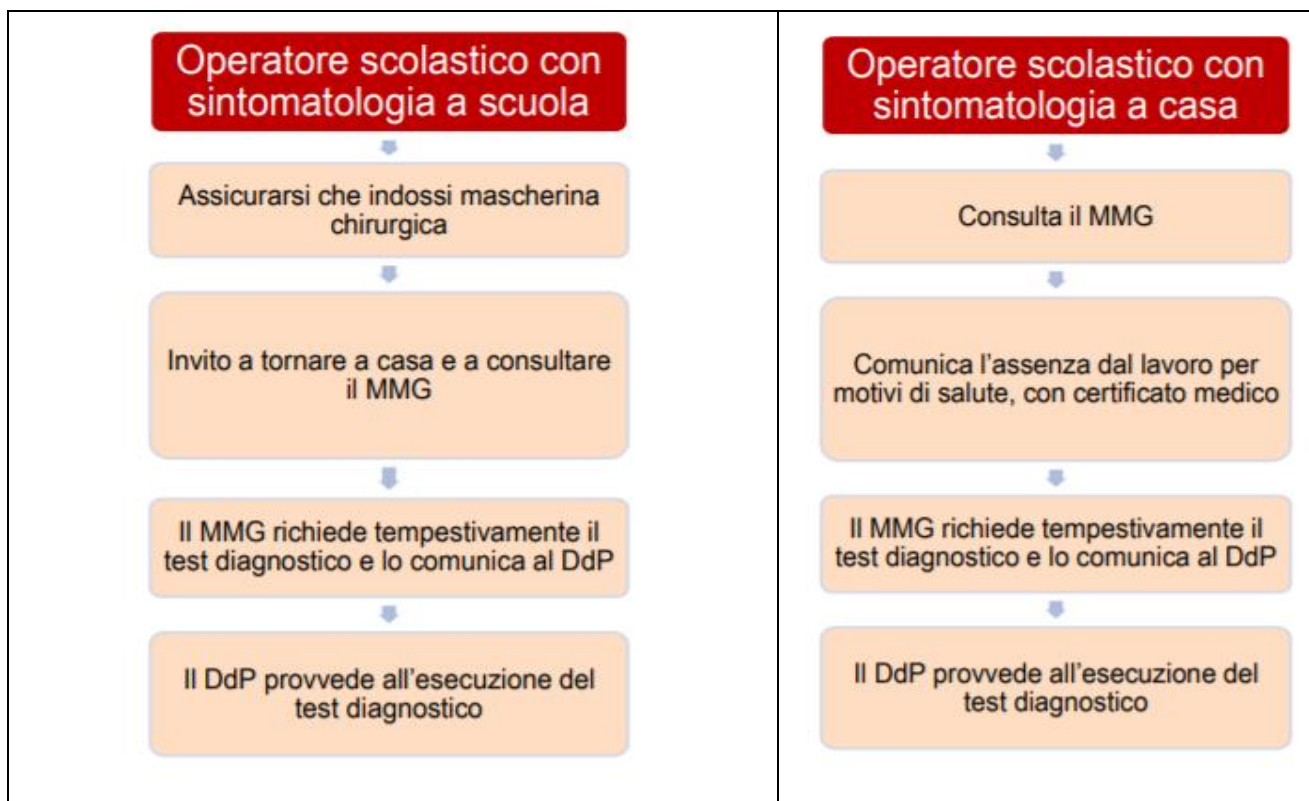 Operatore scolastico con
sintomatologia a scuola
Assicurarsi che indossi mascherina
chirurgica
Invito a tornare a casa e a consultare
il MMG
Il MMG richiede tempestivamente il
test diagnostico e lo comunica al DdP
Il DdP provvede all’esecuzione del
test diagnostico
Operatore scolastico con
sintomatologia a casa
Consulta il MMG
Comunica l’assenza dal lavoro per
motivi di salute, con certificato medico
Il MMG richiede tempestivamente il
test diagnostico e lo comunica al DdP
Il DdP provvede all’esecuzione del
test diagnostico